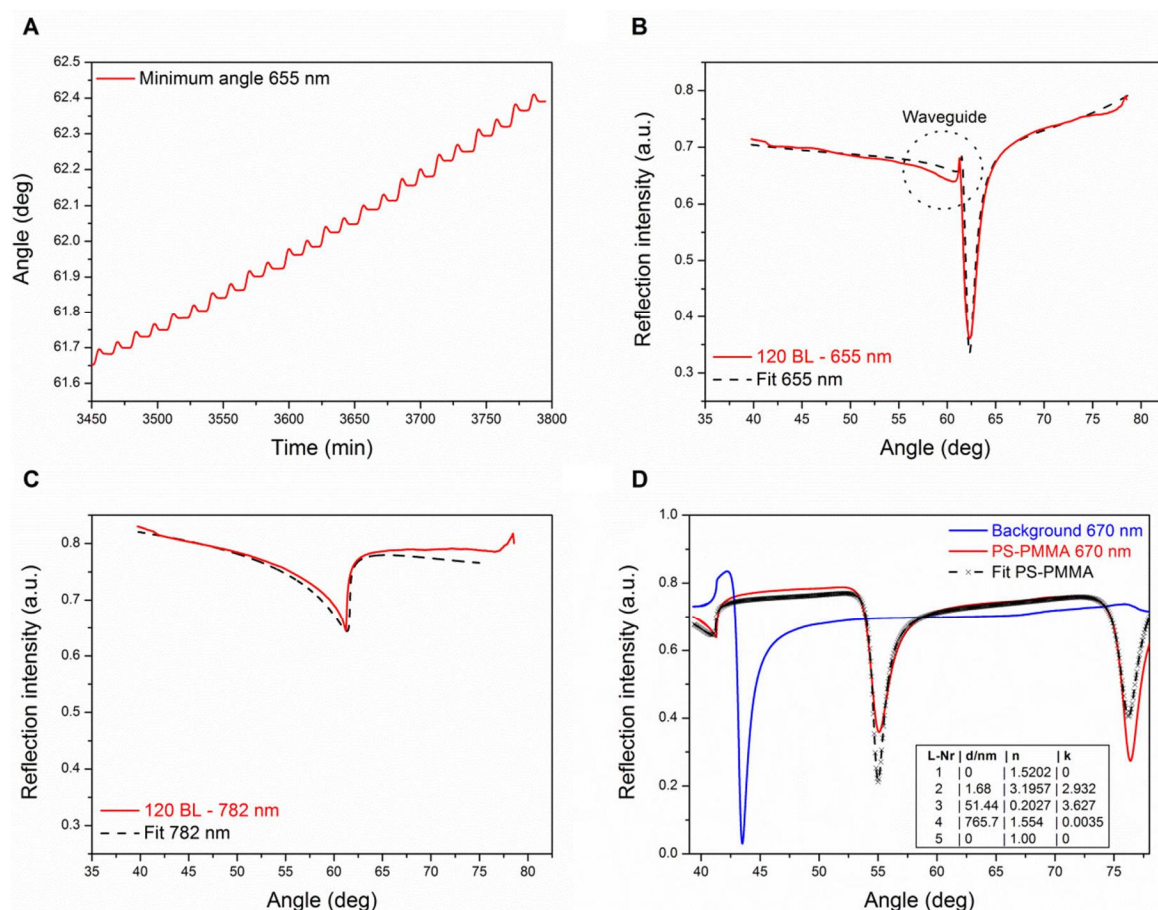 A
62.5
62.4
62.3
62.2
62.1
62.0
61.9
61.8
61.7
61.6
Angle (deg)
Minimum angle 655 nm
3450 3500 3550 3600 3650 3700 3750 3800
Time (min)
B
0.8
0.7
0.6
0.5
0.4
0.3
Reflection intensity (a.u.)
Waveguide
120 BL - 655 nm
Fit 655 nm
35 40 45 50 55 60 65 70 75 80
Angle (deg)
C
0.8
0.7
0.6
0.5
0.4
0.3
Reflection intensity (a.u.)
120 BL - 782 nm
Fit 782 nm
35 40 45 50 55 60 65 70 75 80
Angle (deg)
D
1.0
0.8
0.6
0.4
0.2
0.0
Reflection intensity (a.u.)
Background 670 nm
PS-PMMA 670 nm
Fit PS-PMMA
L-Nr | d/nm | n | k
1 | 0 | 1.5202 | 0
2 | 1.68 | 3.1957 | 2.932
3 | 51.44 | 0.2027 | 3.627
4 | 765.7 | 1.554 | 0.0035
5 | 0 | 1.00 | 0
40 45 50 55 60 65 70 75
Angle (deg)